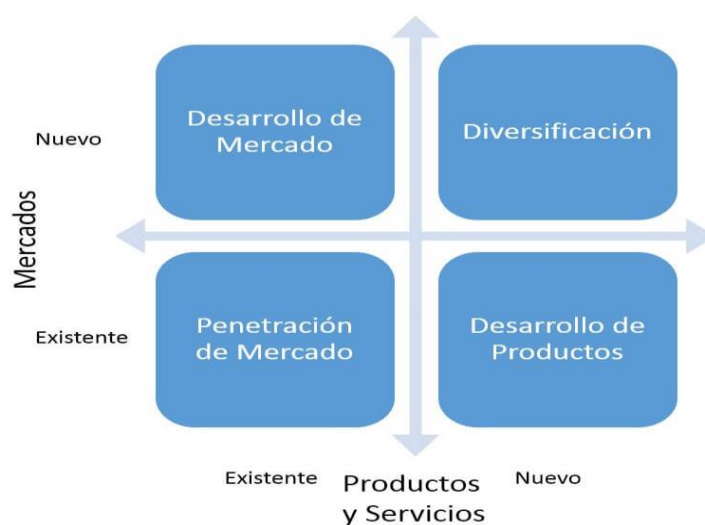 Desarrollo de
Mercado
Diversificación
Nuevo
Mercados
Penetración
de Mercado
Desarrollo de
Productos
Existente
Existente
Productos
y Servicios
Nuevo